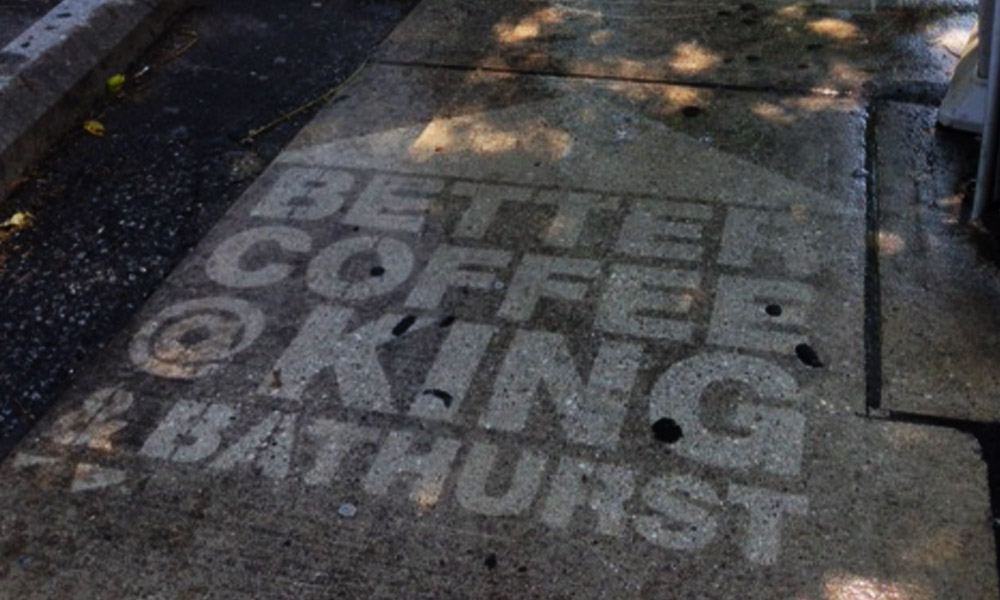 BETTER
COFFEE
@ KING
& BATHURST